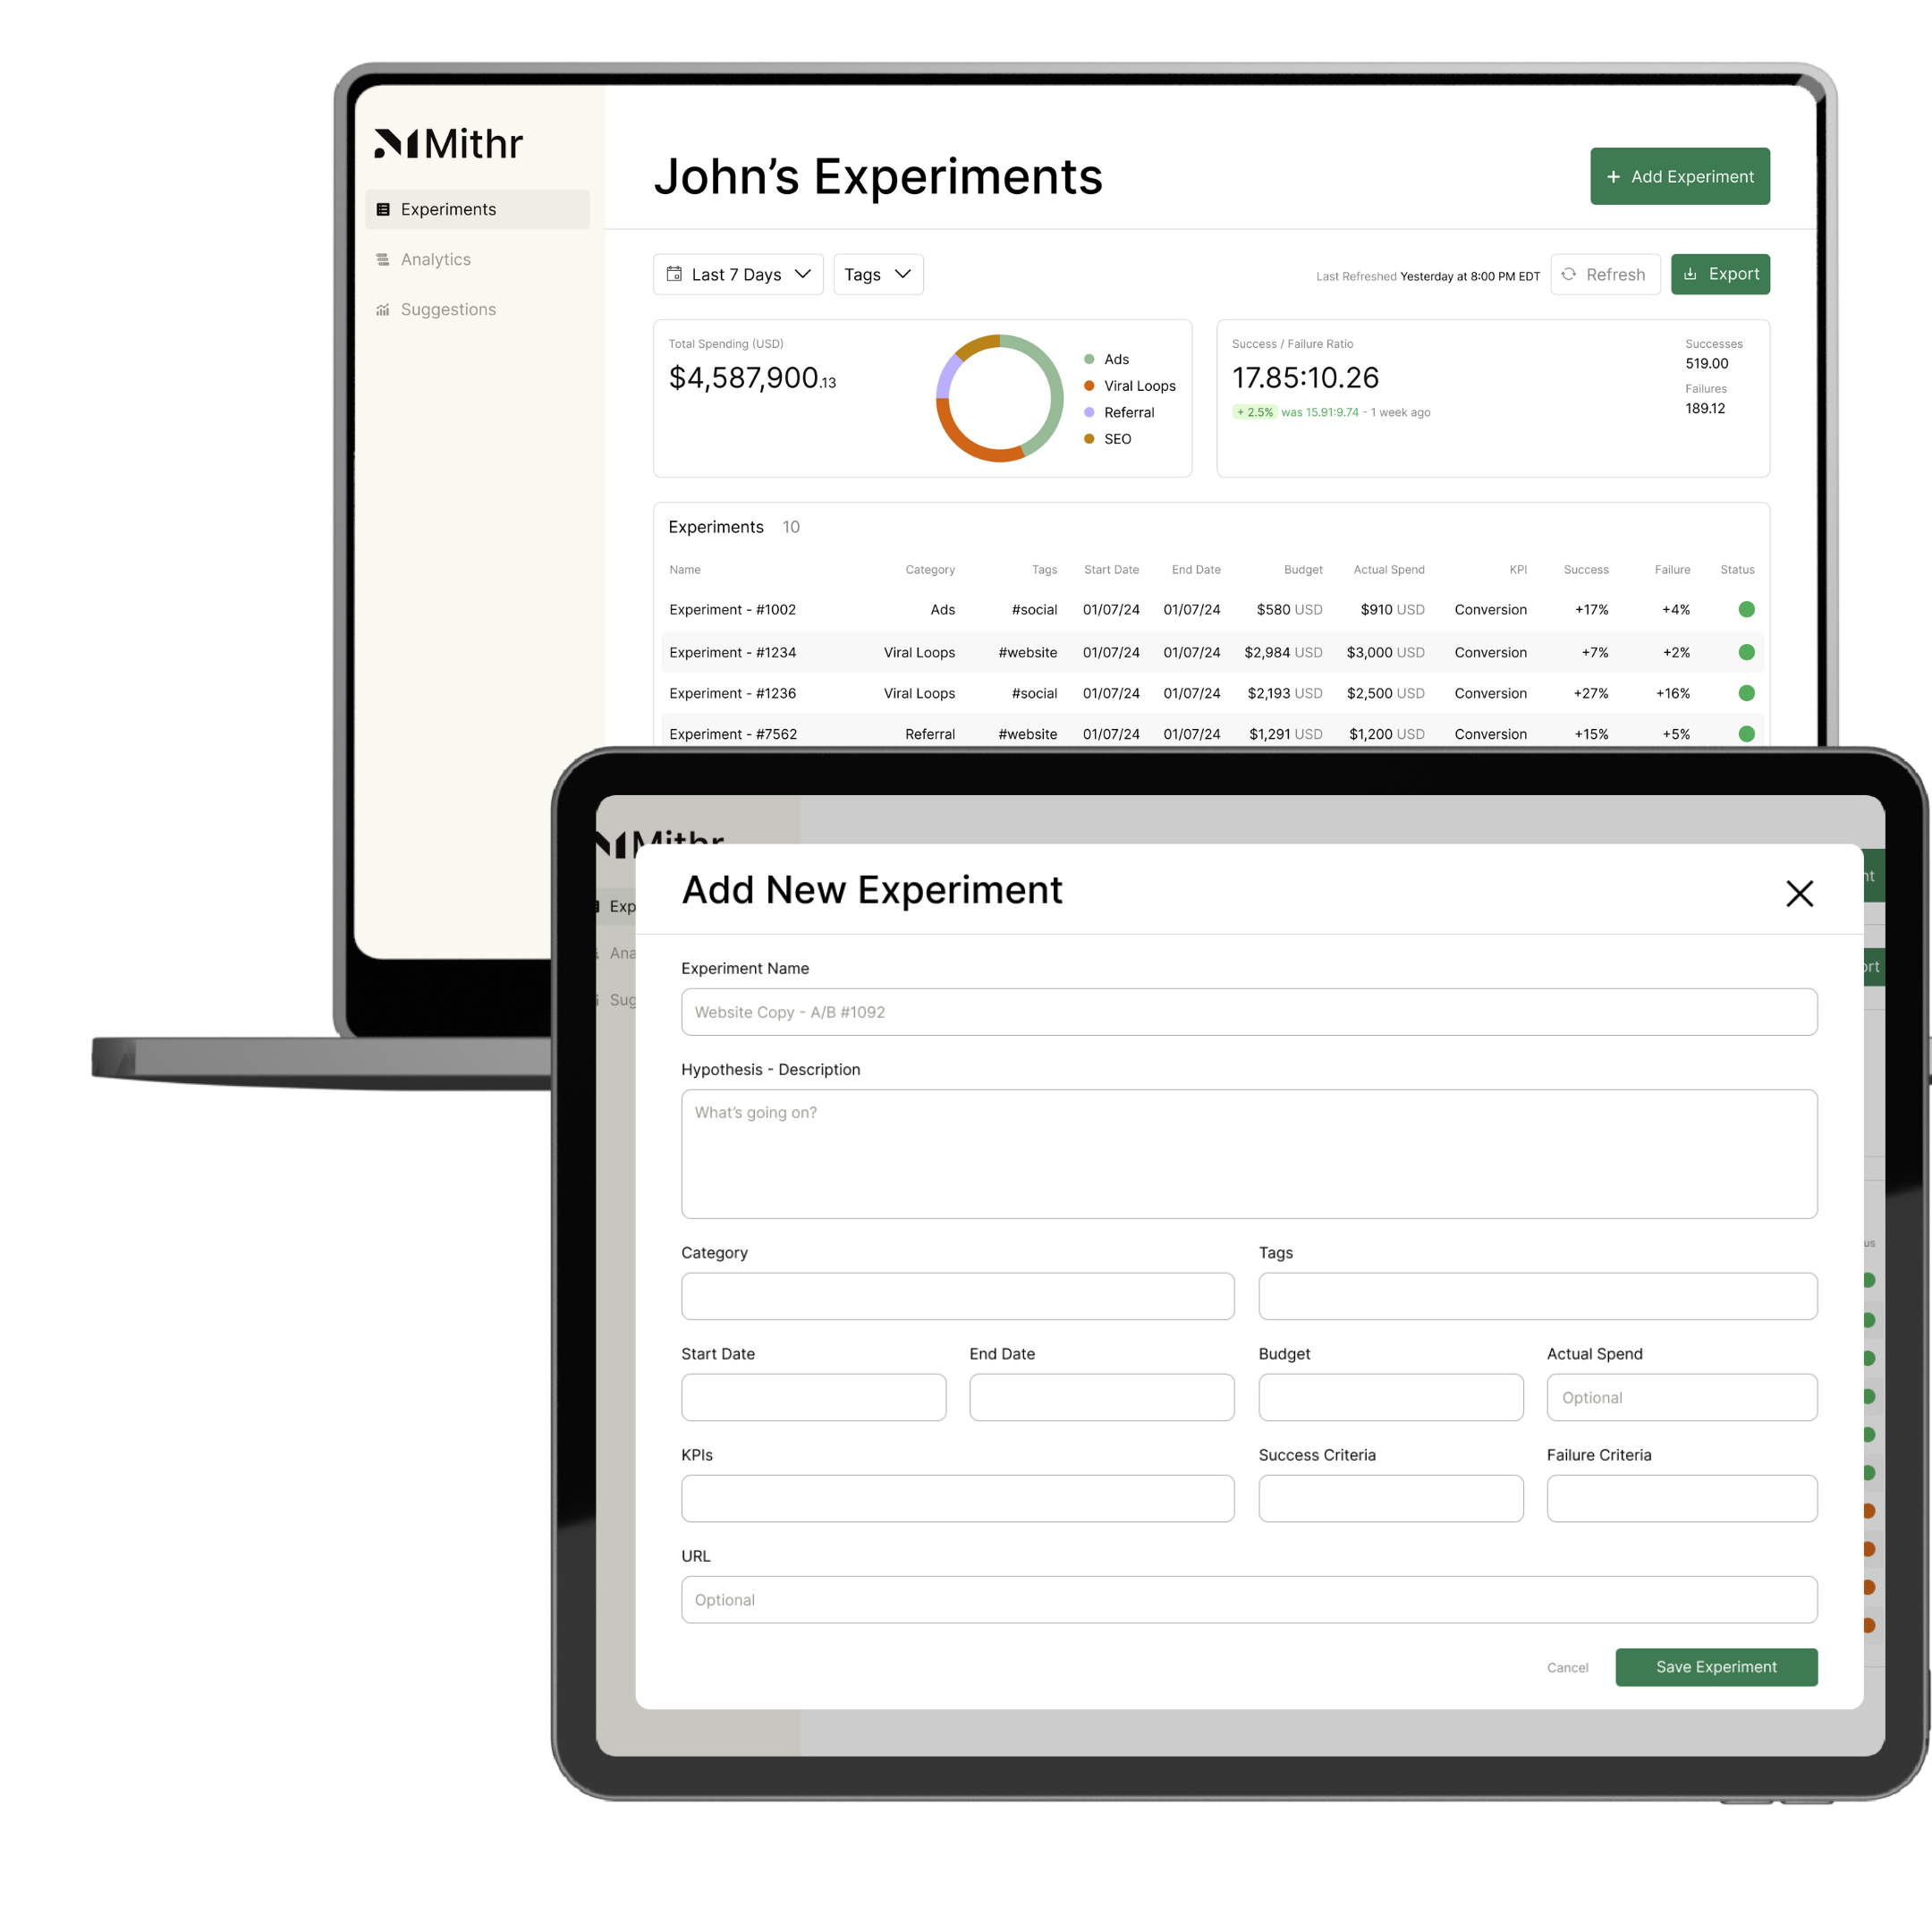 Mithr
Experiments
Analytics
Suggestions
John’s Experiments
+ Add Experiment
Last 7 Days
Tags
Last Refreshed Yesterday at 8:00 PM EDT
Refresh
Export
Total Spending (USD)
$4,587,900.13
Ads
Viral Loops
Referral
SEO
Success / Failure Ratio
17.85:10.26
+ 2.5% was 15.91:9.74 - 1 week ago
Successes
519.00
Failures
189.12
Experiments 10
Name Category Tags Start Date End Date Budget Actual Spend KPI Success Failure Status
Experiment - #1002 Ads #social 01/07/24 01/07/24 $580 USD $910 USD Conversion +17% +4%
Experiment - #1234 Viral Loops #website 01/07/24 01/07/24 $2,984 USD $3,000 USD Conversion +7% +2%
Experiment - #1236 Viral Loops #social 01/07/24 01/07/24 $2,193 USD $2,500 USD Conversion +27% +16%
Experiment - #7562 Referral #website 01/07/24 01/07/24 $1,291 USD $1,200 USD Conversion +15% +5%
Mithr
Exp
Ana
Sug
nt
ort
us
Add New Experiment
Experiment Name
Website Copy - A/B #1092
Hypothesis - Description
What’s going on?
Category Tags
Start Date End Date Budget Actual Spend
Optional
KPIs Success Criteria Failure Criteria
URL
Optional
Cancel Save Experiment